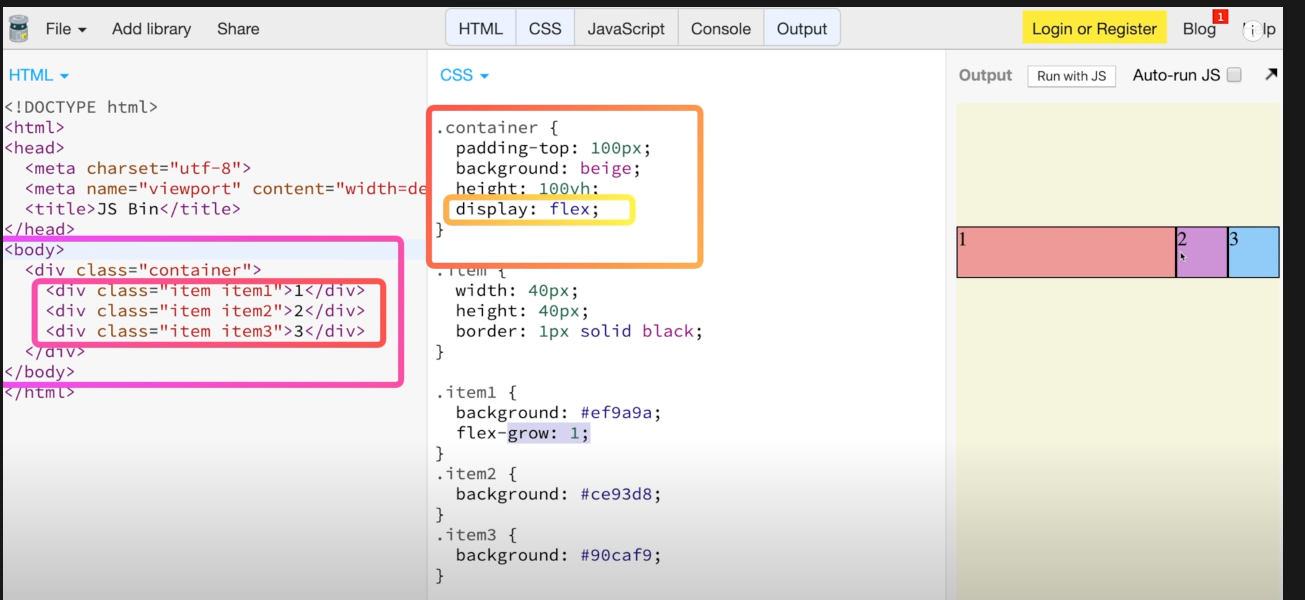 File Add library Share HTML CSS JavaScript Console Output Login or Register Blog 1
HTML
<!DOCTYPE html>
<html>
<head>
<meta charset="utf-8">
<meta name="viewport" content="width=de
<title>JS Bin</title>
</head>
<body>
<div class="container">
<div class="item item1">1</div>
<div class="item item2">2</div>
<div class="item item3">3</div>
</div>
</body>
</html>
CSS
.container {
padding-top: 100px;
background: beige;
height: 100vh;
display: flex;
}
.item {
width: 40px;
height: 40px;
border: 1px solid black;
}
.item1 {
background: #ef9a9a;
flex-grow: 1;
}
.item2 {
background: #ce93d8;
}
.item3 {
background: #90caf9;
}
Output Run with JS Auto-run JS
1 2 3